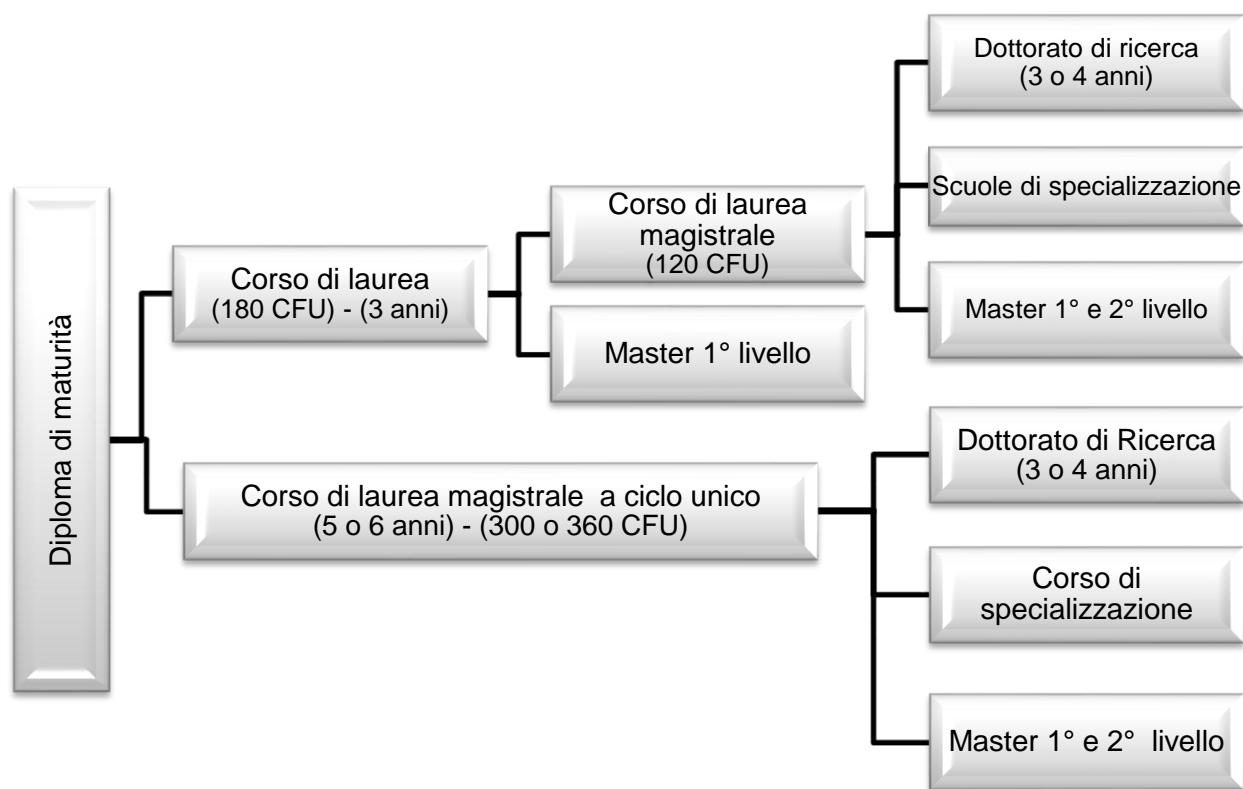 Diploma di maturità
Corso di laurea
(180 CFU) - (3 anni)
Corso di laurea
magistrale
(120 CFU)
Master 1° livello
Dottorato di ricerca
(3 o 4 anni)
Scuole di specializzazione
Master 1° e 2° livello
Corso di laurea magistrale  a ciclo unico
(5 o 6 anni) - (300 o 360 CFU)
Dottorato di Ricerca
(3 o 4 anni)
Corso di
specializzazione
Master 1° e 2°  livello